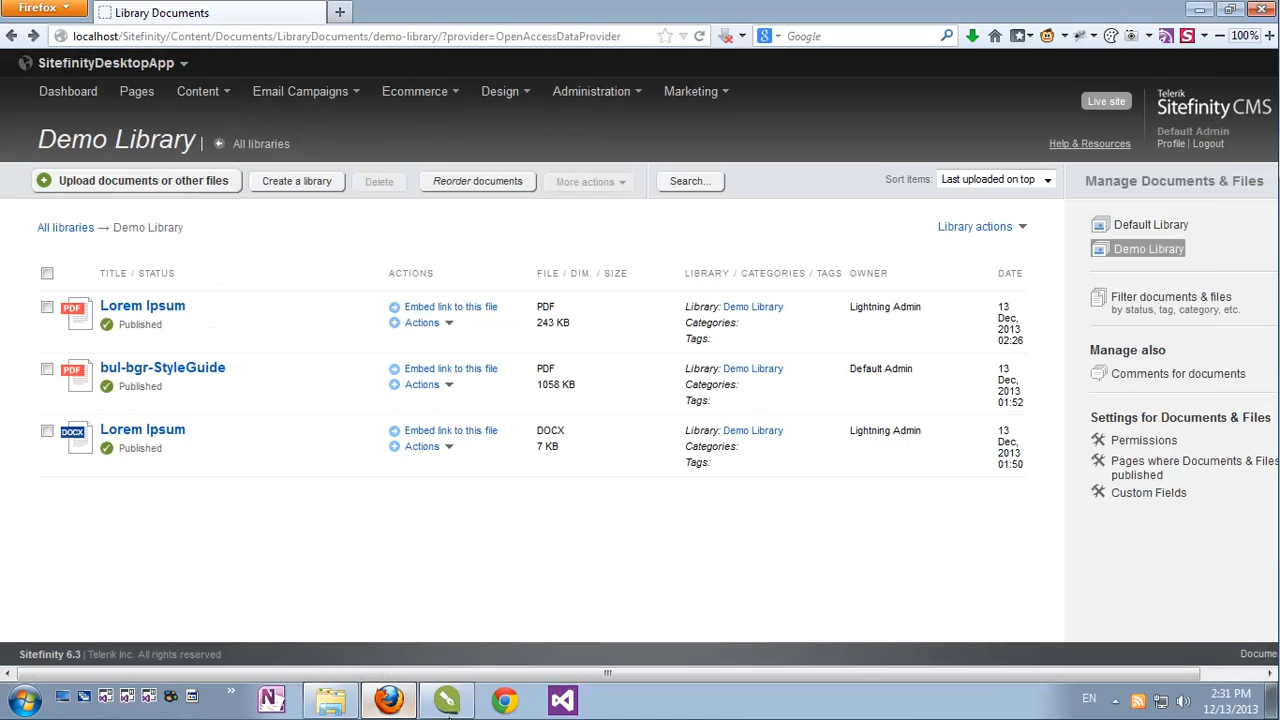 Firefox
Library Documents
localhost/Sitefinity/Content/Documents/LibraryDocuments/demo-library/?provider=OpenAccessDataProvider
Google
100%
SitefinityDesktopApp
Dashboard Pages Content Email Campaigns Ecommerce Design Administration Marketing
Live site
Telerik
Sitefinity CMS
Default Admin
Help & Resources
Profile | Logout
Demo Library | All libraries
Upload documents or other files Create a library Delete Reorder documents More actions Search... Sort items: Last uploaded on top
Manage Documents & Files
All libraries → Demo Library
Library actions
Default Library
Demo Library
TITLE / STATUS ACTIONS FILE / DIM. / SIZE LIBRARY / CATEGORIES / TAGS OWNER DATE
PDF
Lorem Ipsum
Published
Embed link to this file
Actions
PDF
243 KB
Library: Demo Library
Categories:
Tags:
Lightning Admin
13
Dec,
2013
02:26
PDF
bul-bgr-StyleGuide
Published
Embed link to this file
Actions
PDF
1058 KB
Library: Demo Library
Categories:
Tags:
Default Admin
13
Dec,
2013
01:52
DOCX
Lorem Ipsum
Published
Embed link to this file
Actions
DOCX
7 KB
Library: Demo Library
Categories:
Tags:
Lightning Admin
13
Dec,
2013
01:50
Filter documents & files
by status, tag, category, etc.
Manage also
Comments for documents
Settings for Documents & Files
Permissions
Pages where Documents & Files
published
Custom Fields
Sitefinity 6.3 | Telerik Inc. All rights reserved
Docume
EN
2:31 PM
12/13/2013